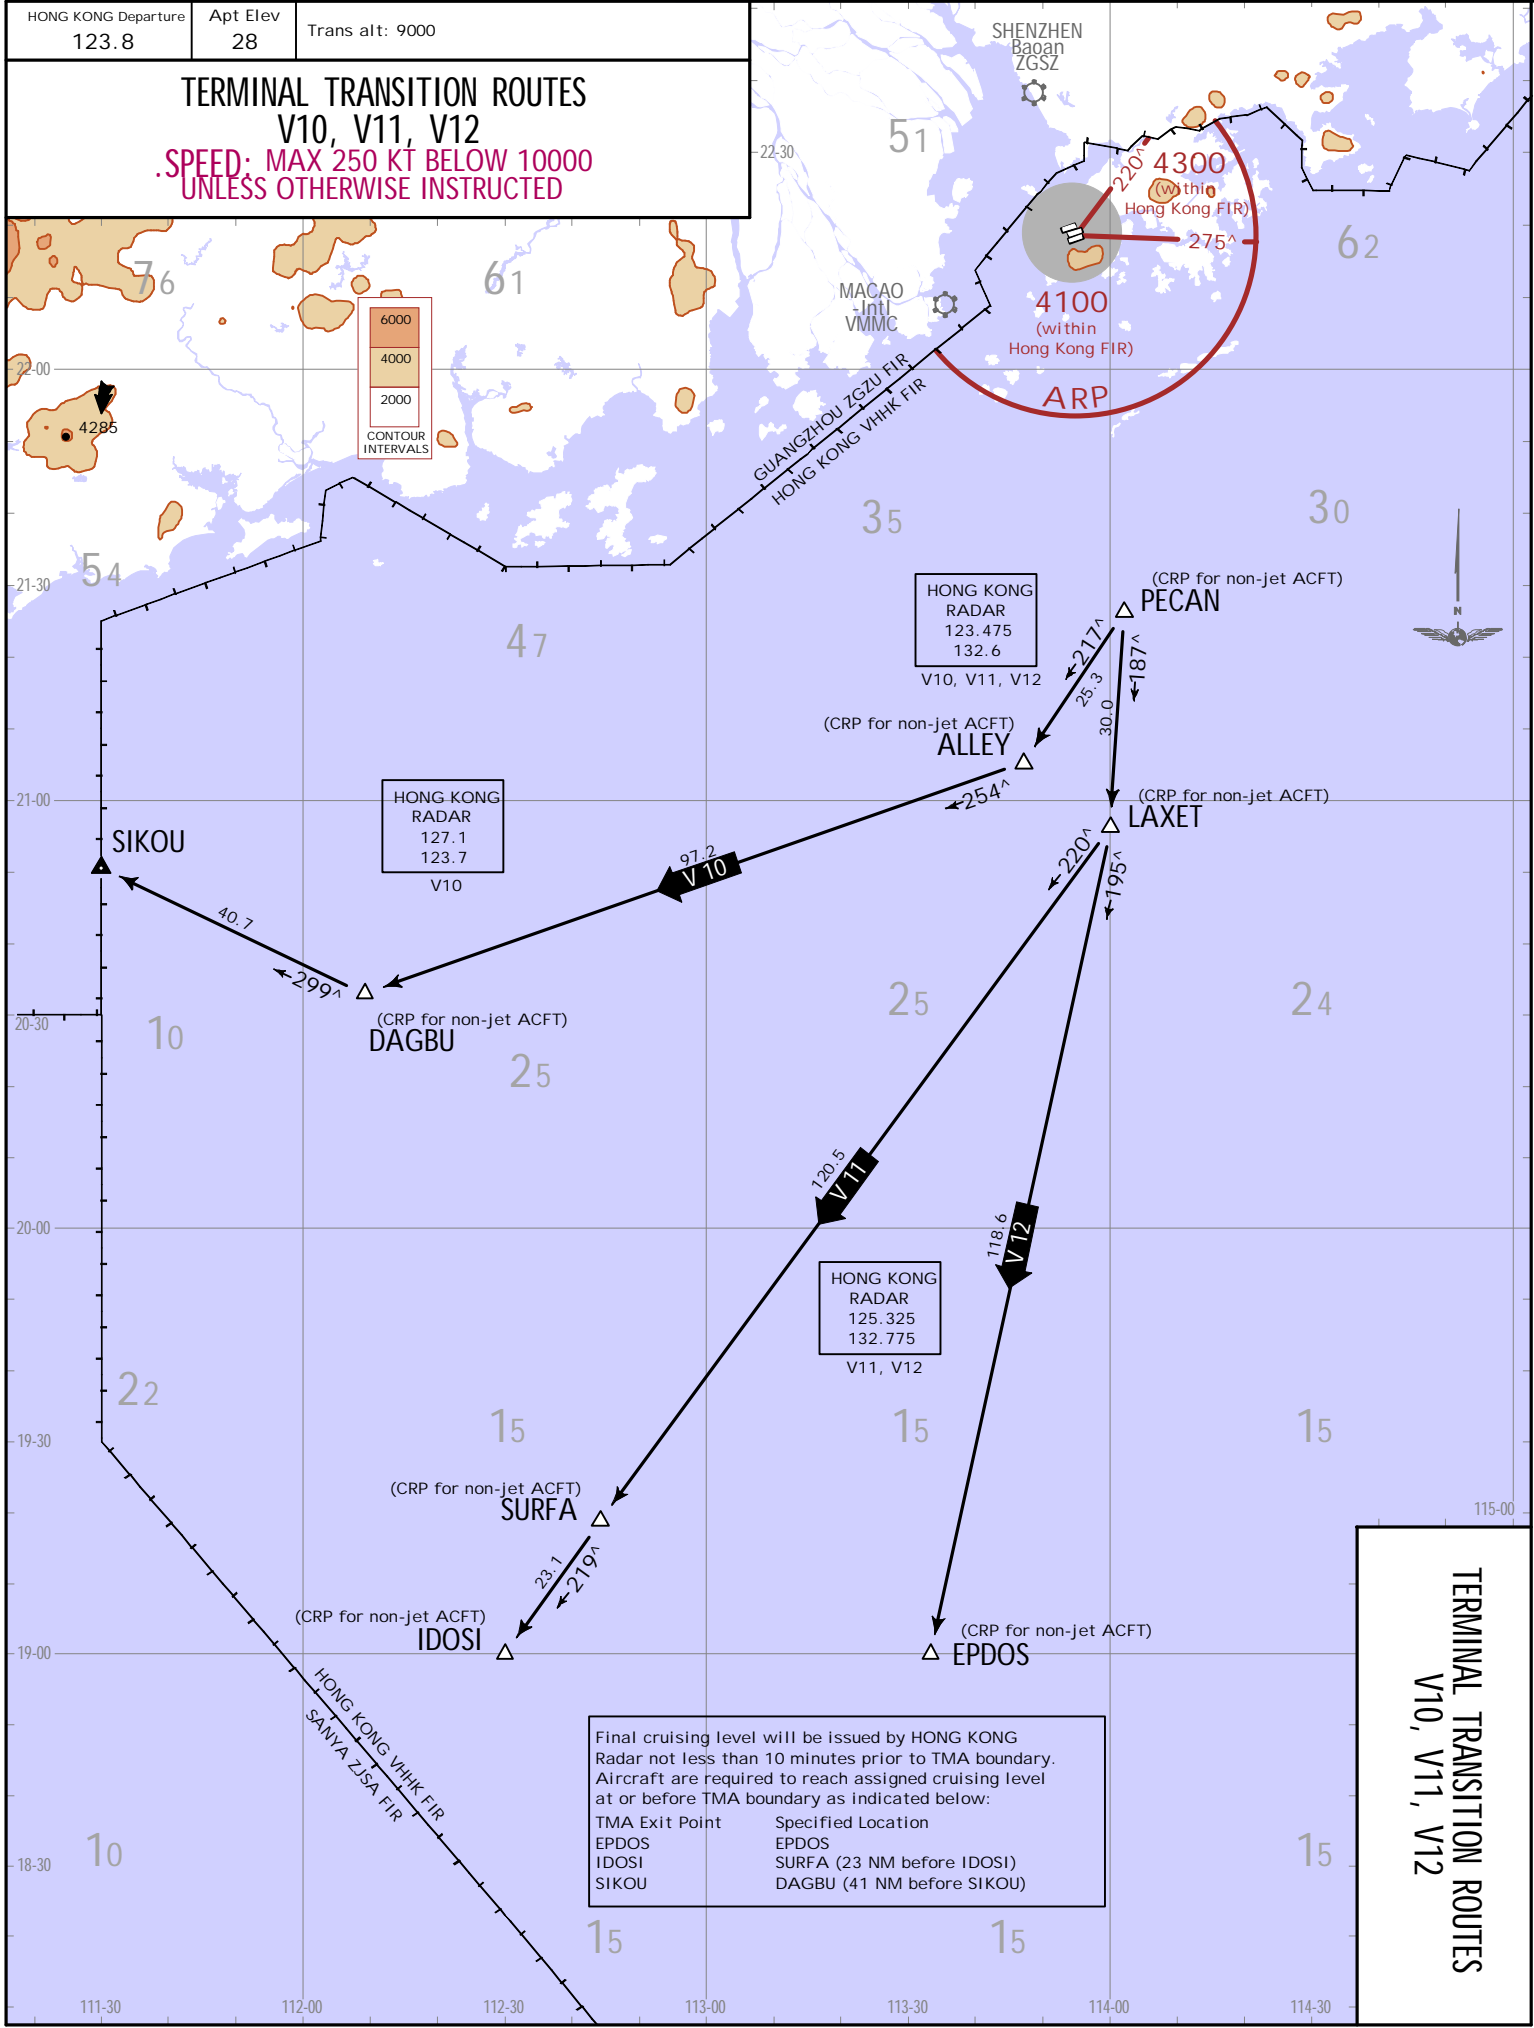 HONG KONG Departure
123.8
Apt Elev
28
Trans alt: 9000
TERMINAL TRANSITION ROUTES
V10, V11, V12
.SPEED: MAX 250 KT BELOW 10000
UNLESS OTHERWISE INSTRUCTED
SHENZHEN
Baoan
ZGSZ
51
22-30
220^
4300
(within
Hong Kong FIR)
275^
62
76
61
MACAO
-Intl
VMMC
4100
(within
Hong Kong FIR)
ARP
6000
4000
2000
CONTOUR
INTERVALS
22-00
4285
GUANGZHOU ZGZU FIR
HONG KONG VHHK FIR
35
30
54
21-30
47
HONG KONG
RADAR
123.475
132.6
V10, V11, V12
(CRP for non-jet ACFT)
PECAN
N
217^
25.3
187^
30.0
(CRP for non-jet ACFT)
ALLEY
254^
21-00
(CRP for non-jet ACFT)
LAXET
220^
195^
HONG KONG
RADAR
127.1
123.7
V10
SIKOU
97.2
V 10
40.7
299^
(CRP for non-jet ACFT)
DAGBU
20-30
10
25
25
24
120.5
V 11
118.6
V 12
20-00
HONG KONG
RADAR
125.325
132.775
V11, V12
22
15
15
15
19-30
(CRP for non-jet ACFT)
SURFA
23.1
219^
115-00
(CRP for non-jet ACFT)
IDOSI
(CRP for non-jet ACFT)
EPDOS
19-00
HONG KONG VHHK FIR
SANYA ZJSA FIR
Final cruising level will be issued by HONG KONG
Radar not less than 10 minutes prior to TMA boundary.
Aircraft are required to reach assigned cruising level
at or before TMA boundary as indicated below:
TMA Exit Point Specified Location
EPDOS EPDOS
IDOSI SURFA (23 NM before IDOSI)
SIKOU DAGBU (41 NM before SIKOU)
10
15
18-30
15
15
TERMINAL TRANSITION ROUTES
V10, V11, V12
111-30
112-00
112-30
113-00
113-30
114-00
114-30